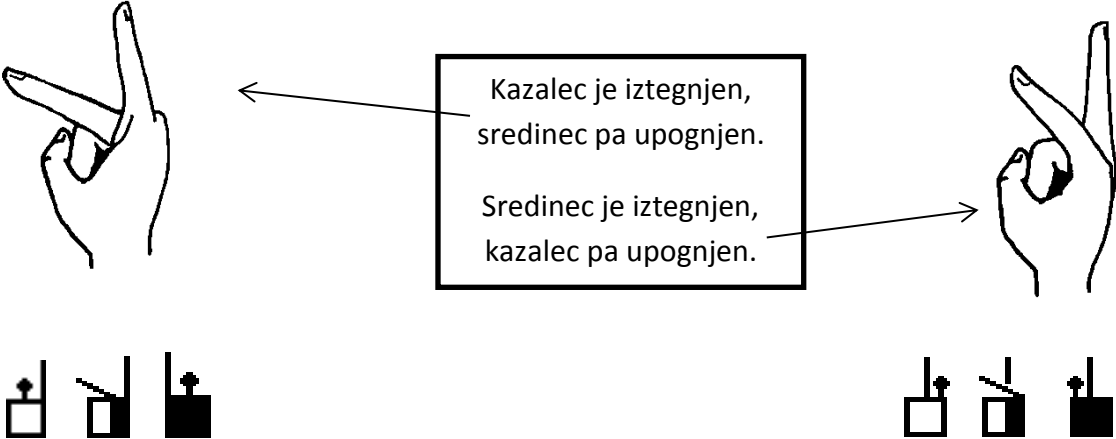 Kazalec je iztegnjen,
sredinec pa upognjen.
Sredinec je iztegnjen,
kazalec pa upognjen.